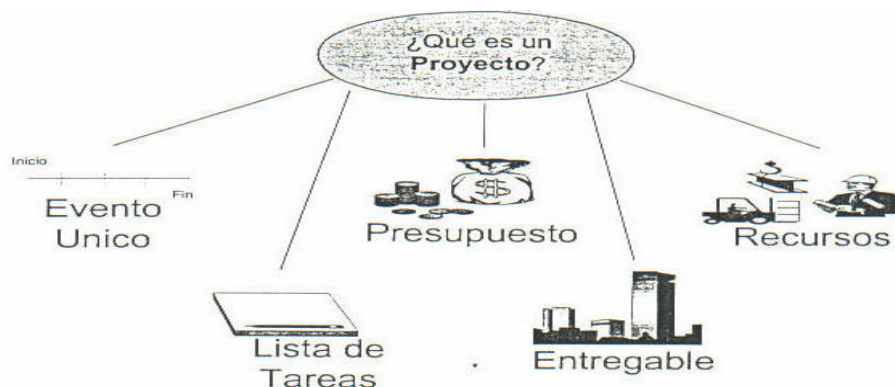 ¿Qué es un
Proyecto?
Inicio
Fin
Evento
Unico
$
Presupuesto
Recursos
Lista de
Tareas
Entregable